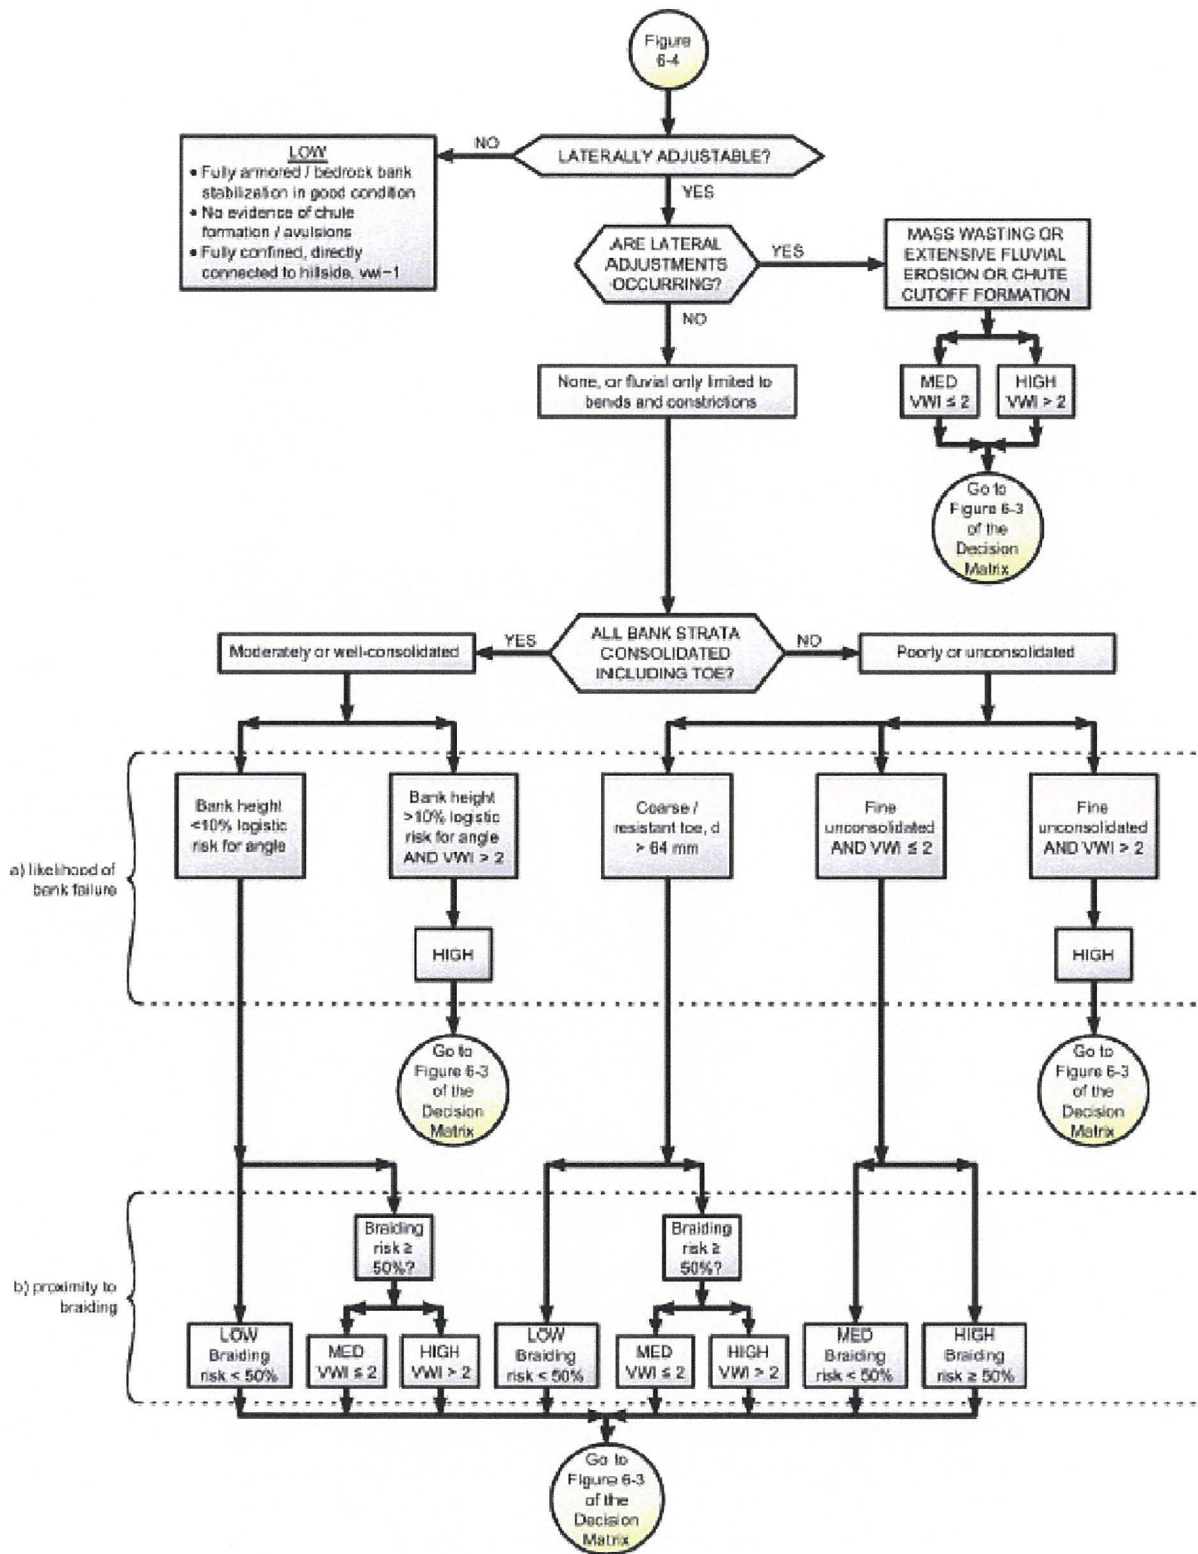 Figure
6-4
LATERALLY ADJUSTABLE?
NO
YES
LOW
• Fully armored / bedrock bank
stabilization in good condition
• No evidence of chute
formation / avulsions
• Fully confined, directly
connected to hillside, vwi~1
ARE LATERAL
ADJUSTMENTS
OCCURRING?
YES
NO
MASS WASTING OR
EXTENSIVE FLUVIAL
EROSION OR CHUTE
CUTOFF FORMATION
MED
VWI ≤ 2
HIGH
VWI > 2
Go to
Figure 6-3
of the
Decision
Matrix
None, or fluvial only limited to
bends and constrictions
ALL BANK STRATA
CONSOLIDATED
INCLUDING TOE?
YES
NO
Moderately or well-consolidated
Poorly or unconsolidated
a) likelihood of
bank failure
Bank height
<10% logistic
risk for angle
Bank height
>10% logistic
risk for angle
AND VWI > 2
Coarse /
resistant toe, d
> 64 mm
Fine
unconsolidated
AND VWI ≤ 2
Fine
unconsolidated
AND VWI > 2
HIGH
HIGH
Go to
Figure 6-3
of the
Decision
Matrix
Go to
Figure 6-3
of the
Decision
Matrix
b) proximity to
braiding
Braiding
risk ≥
50%?
Braiding
risk ≥
50%?
LOW
Braiding
risk < 50%
MED
VWI ≤ 2
HIGH
VWI > 2
LOW
Braiding
risk < 50%
MED
VWI ≤ 2
HIGH
VWI > 2
MED
Braiding
risk < 50%
HIGH
Braiding
risk ≥ 50%
Go to
Figure 6-3
of the
Decision
Matrix